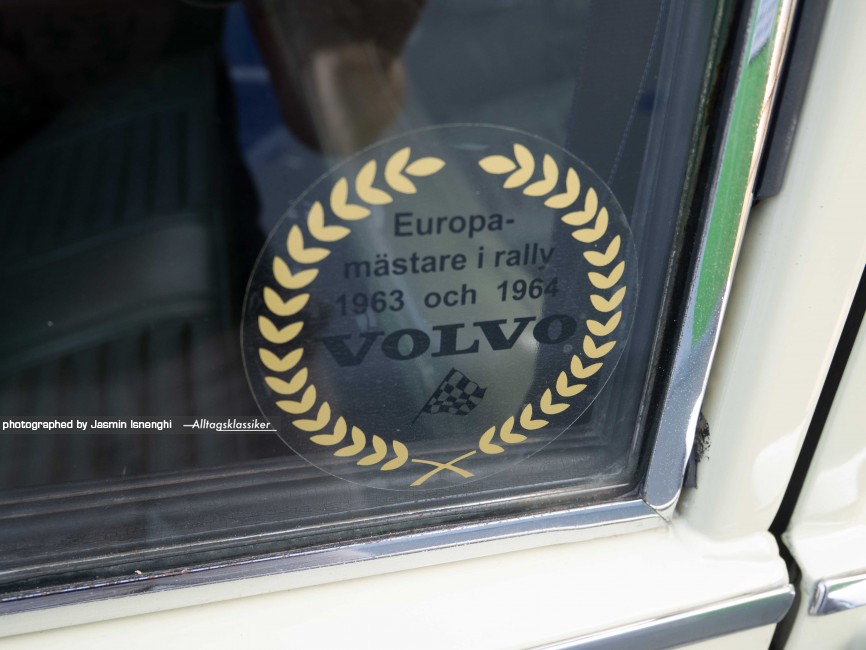 Europa-
mästare i rally
1963 och 1964
VOLVO
photographed by Jasmin Isnenghi
Alltagsklassiker